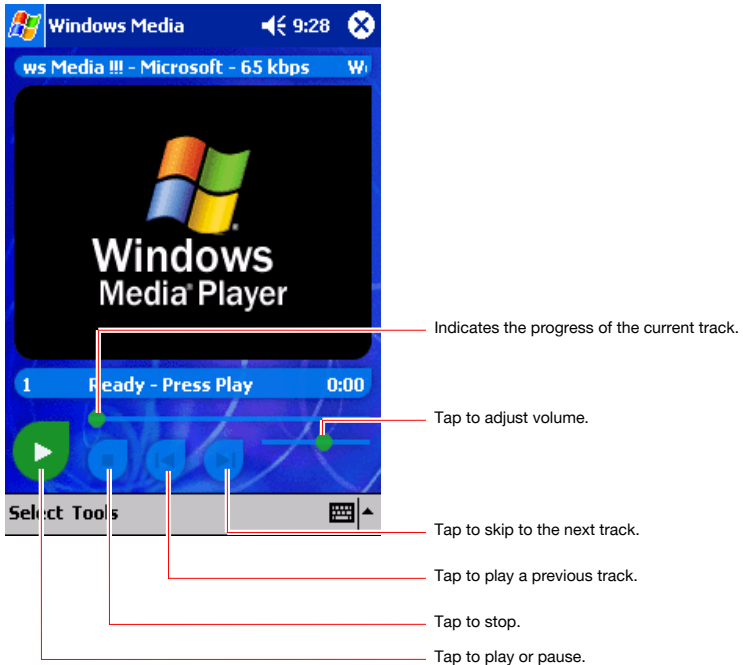 Windows Media 9:28
ws Media !!! - Microsoft - 65 kbps W
Windows
Media Player
Indicates the progress of the current track.
1 Ready - Press Play 0:00
Tap to adjust volume.
Select Tools
Tap to skip to the next track.
Tap to play a previous track.
Tap to stop.
Tap to play or pause.